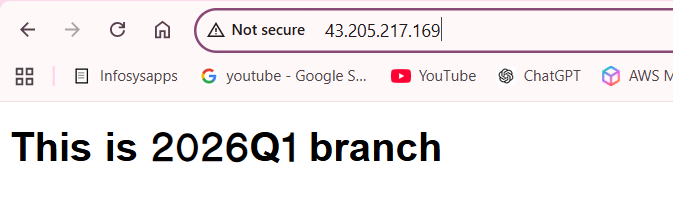 Not secure 43.205.217.169
Infosysapps youtube - Google S... YouTube ChatGPT AWS M
This is 2026Q1 branch